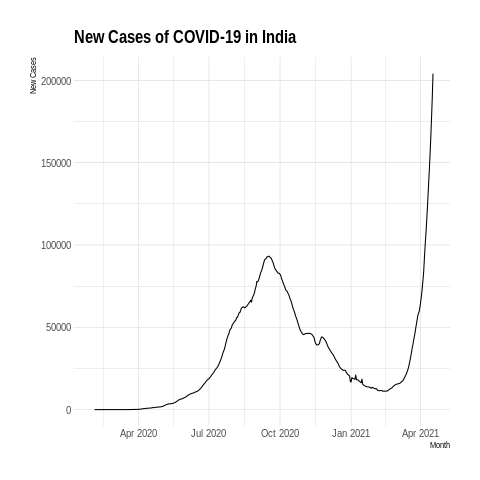 New Cases of COVID-19 in India
New Cases
200000
150000
100000
50000
0
Apr 2020 Jul 2020 Oct 2020 Jan 2021 Apr 2021
Month